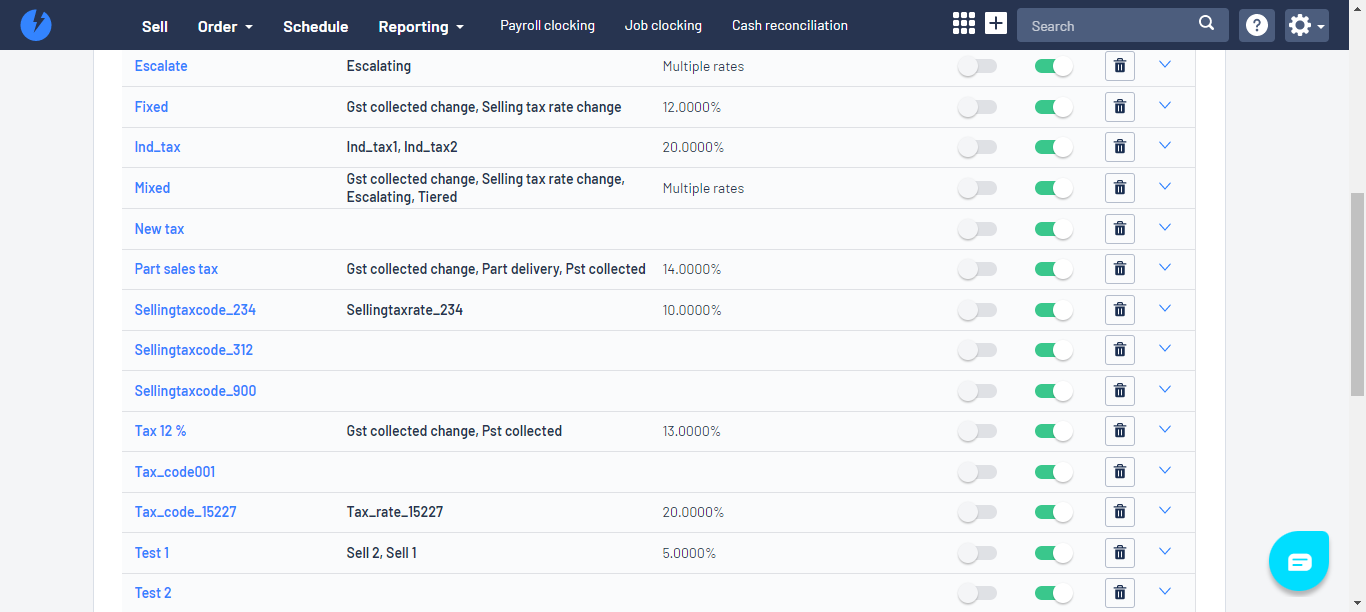 Sell Order Schedule Reporting Payroll clocking Job clocking Cash reconciliation Search
Escalate Escalating Multiple rates
Fixed Gst collected change, Selling tax rate change 12.0000%
Ind_tax Ind_tax1, Ind_tax2 20.0000%
Mixed Gst collected change, Selling tax rate change, Multiple rates
Escalating, Tiered
New tax
Part sales tax Gst collected change, Part delivery, Pst collected 14.0000%
Sellingtaxcode_234 Sellingtaxrate_234 10.0000%
Sellingtaxcode_312
Sellingtaxcode_900
Tax 12 % Gst collected change, Pst collected 13.0000%
Tax_code001
Tax_code_15227 Tax_rate_15227 20.0000%
Test 1 Sell 2, Sell 1 5.0000%
Test 2